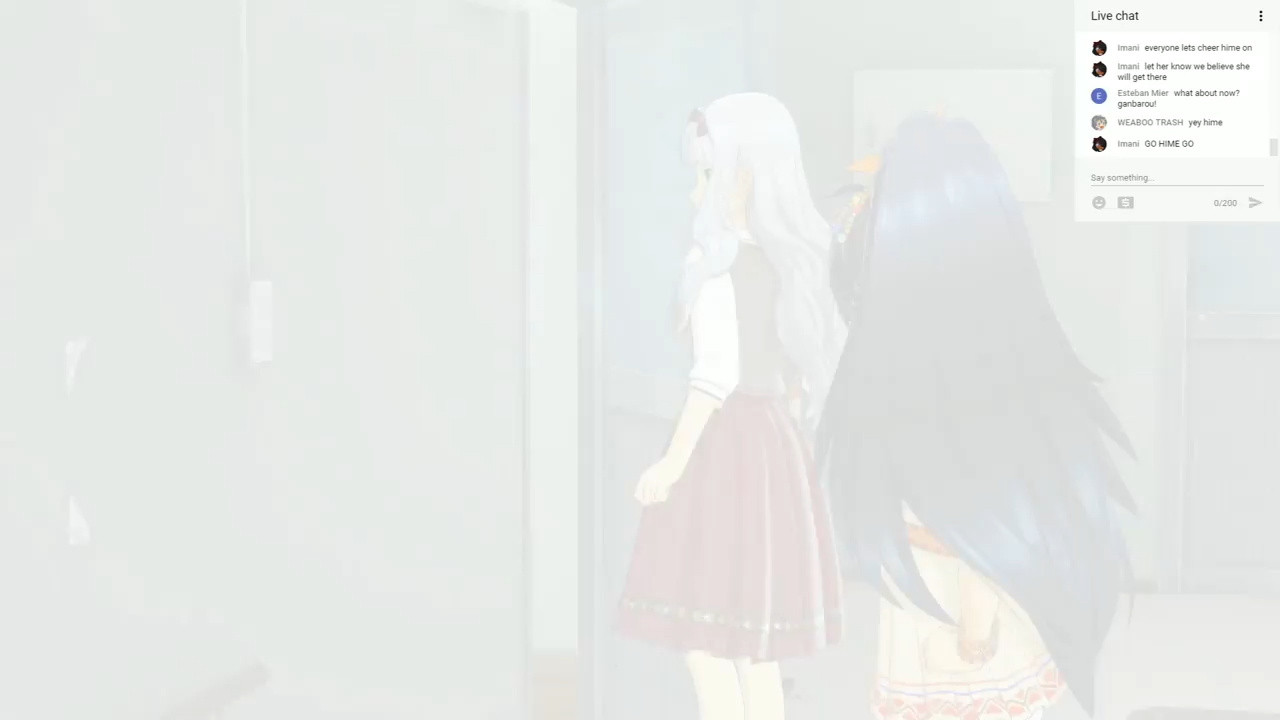 Live chat
Imani everyone lets cheer hime on
Imani let her know we believe she
will get there
Esteban Mier what about now?
ganbarou!
WEABOO TRASH yey hime
Imani GO HIME GO
Say something...
0/200